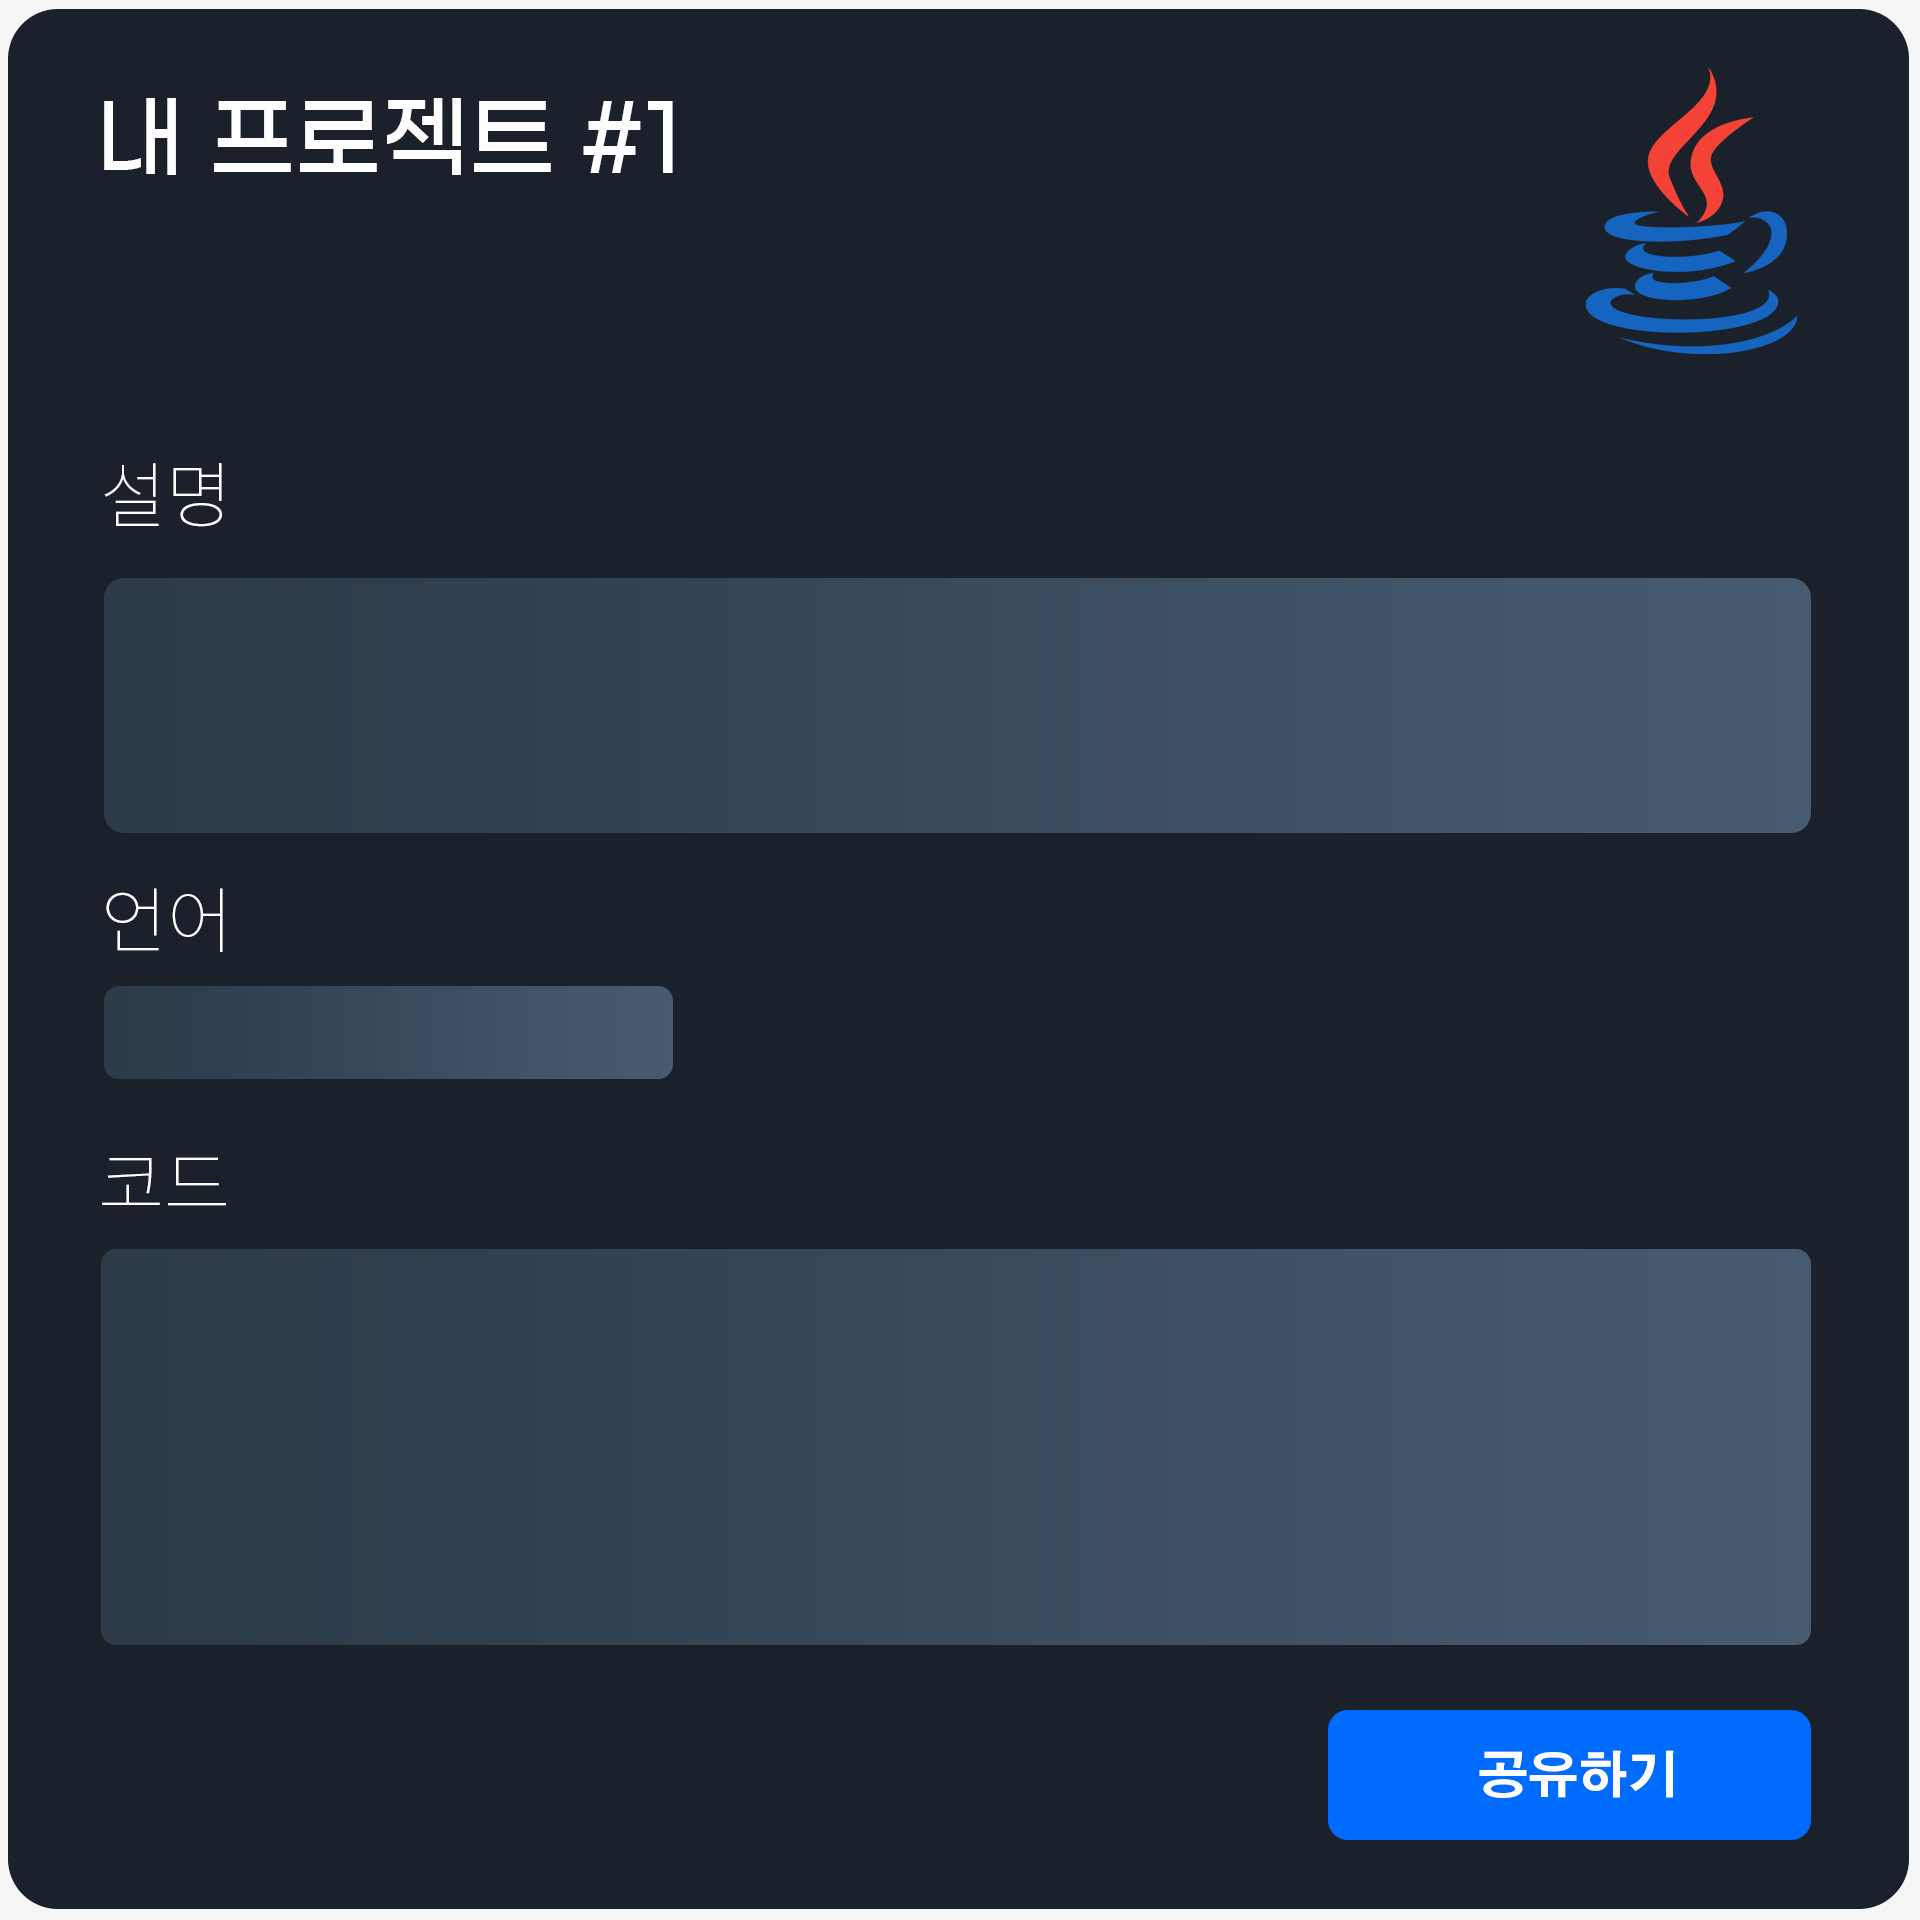 내 프로젝트 #1
설명
언어
코드
공유하기